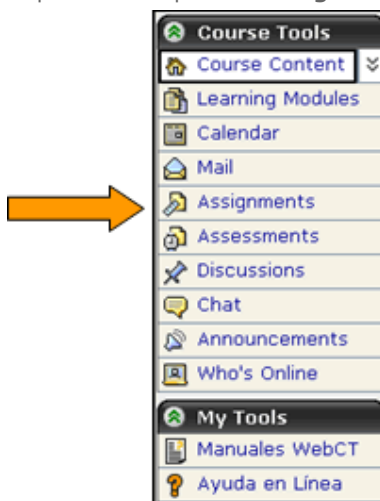 Course Tools
Course Content
Learning Modules
Calendar
Mail
Assignments
Assessments
Discussions
Chat
Announcements
Who's Online
My Tools
Manuales WebCT
Ayuda en Línea